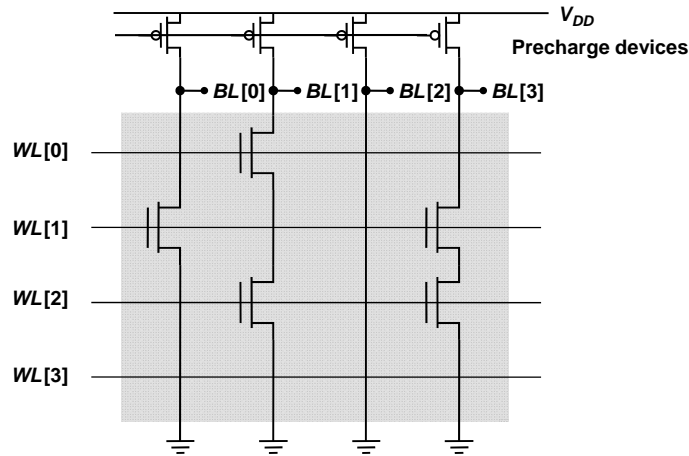 V_DD
Precharge devices
BL[0]
BL[1]
BL[2]
BL[3]
WL[0]
WL[1]
WL[2]
WL[3]